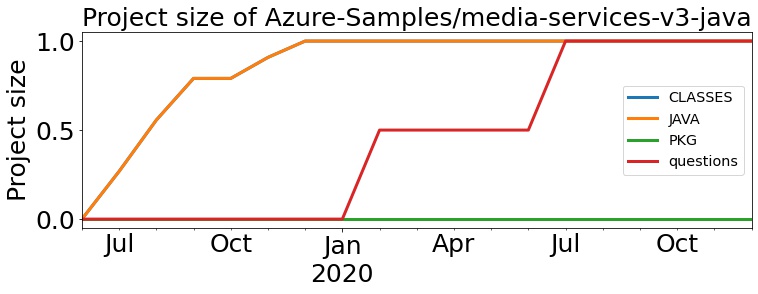 Project size of Azure-Samples/media-services-v3-java
Project size
1.0
0.5
0.0
CLASSES
JAVA
PKG
questions
Jul Oct Jan Apr Jul Oct
2020